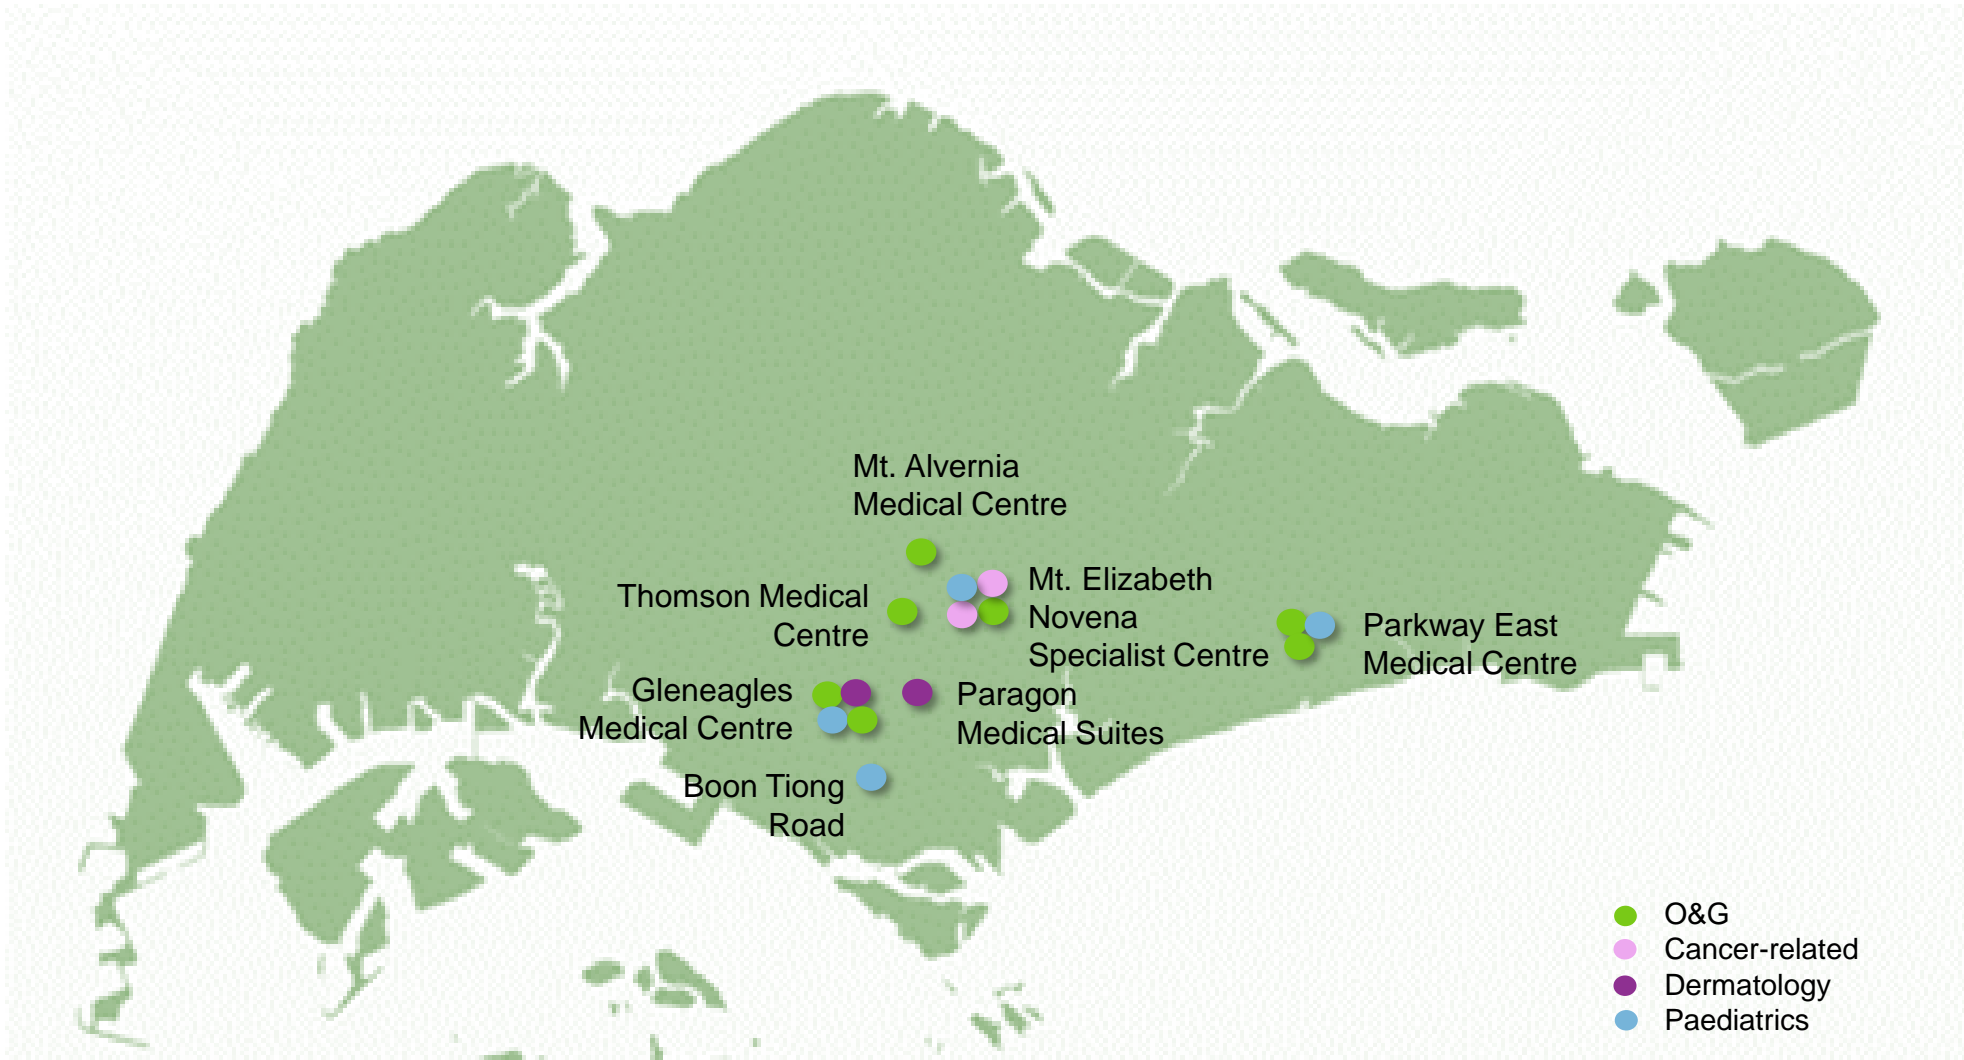 Mt. Alvernia
Medical Centre
Thomson Medical
Centre
Mt. Elizabeth
Novena
Specialist Centre
Parkway East
Medical Centre
Gleneagles
Medical Centre
Paragon
Medical Suites
Boon Tiong
Road
O&G
Cancer-related
Dermatology
Paediatrics